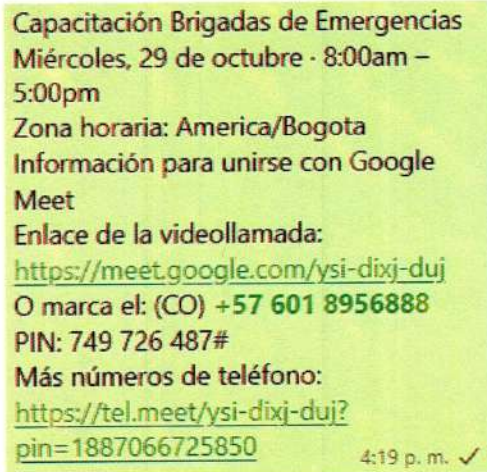 Capacitación Brigadas de Emergencias
Miércoles, 29 de octubre · 8:00am –
5:00pm
Zona horaria: America/Bogota
Información para unirse con Google
Meet
Enlace de la videollamada:
https://meet.google.com/ysi-dixj-duj
O marca el: (CO) +57 601 8956888
PIN: 749 726 487#
Más números de teléfono:
https://tel.meet/ysi-dixj-duj?
pin=1887066725850
4:19 p. m. ✓